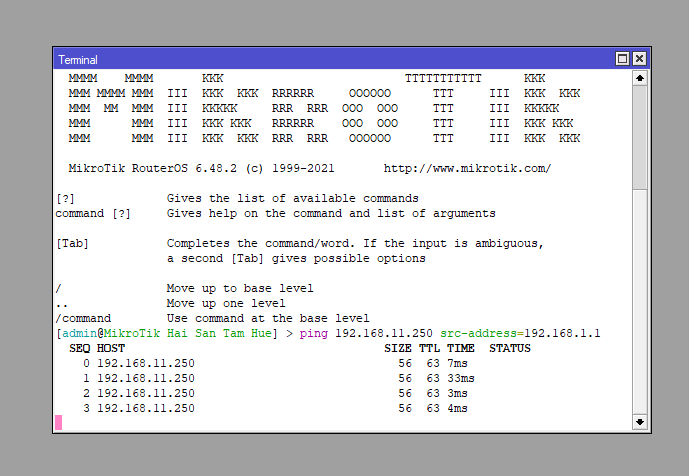 Terminal
MMMM    MMMM       KKK                          TTTTTTTTTTT      KKK
MMM MMMM MMM  III  KKK  KKK  RRRRRR     OOOOOO      TTT     III  KKK  KKK
MMM  MM  MMM  III  KKKKK     RRR  RRR  OOO  OOO     TTT     III  KKKKK
MMM      MMM  III  KKK KKK   RRRRRR    OOO  OOO     TTT     III  KKK KKK
MMM      MMM  III  KKK  KKK  RRR  RRR   OOOOOO      TTT     III  KKK  KKK
MikroTik RouterOS 6.48.2 (c) 1999-2021       http://www.mikrotik.com/
[?]             Gives the list of available commands
command [?]     Gives help on the command and list of arguments
[Tab]           Completes the command/word. If the input is ambiguous,
a second [Tab] gives possible options
/               Move up to base level
..              Move up one level
/command        Use command at the base level
[admin@MikroTik Hai San Tam Hue] > ping 192.168.11.250 src-address=192.168.1.1
SEQ HOST                                     SIZE TTL TIME  STATUS
0 192.168.11.250                             56  63 7ms
1 192.168.11.250                             56  63 33ms
2 192.168.11.250                             56  63 3ms
3 192.168.11.250                             56  63 4ms